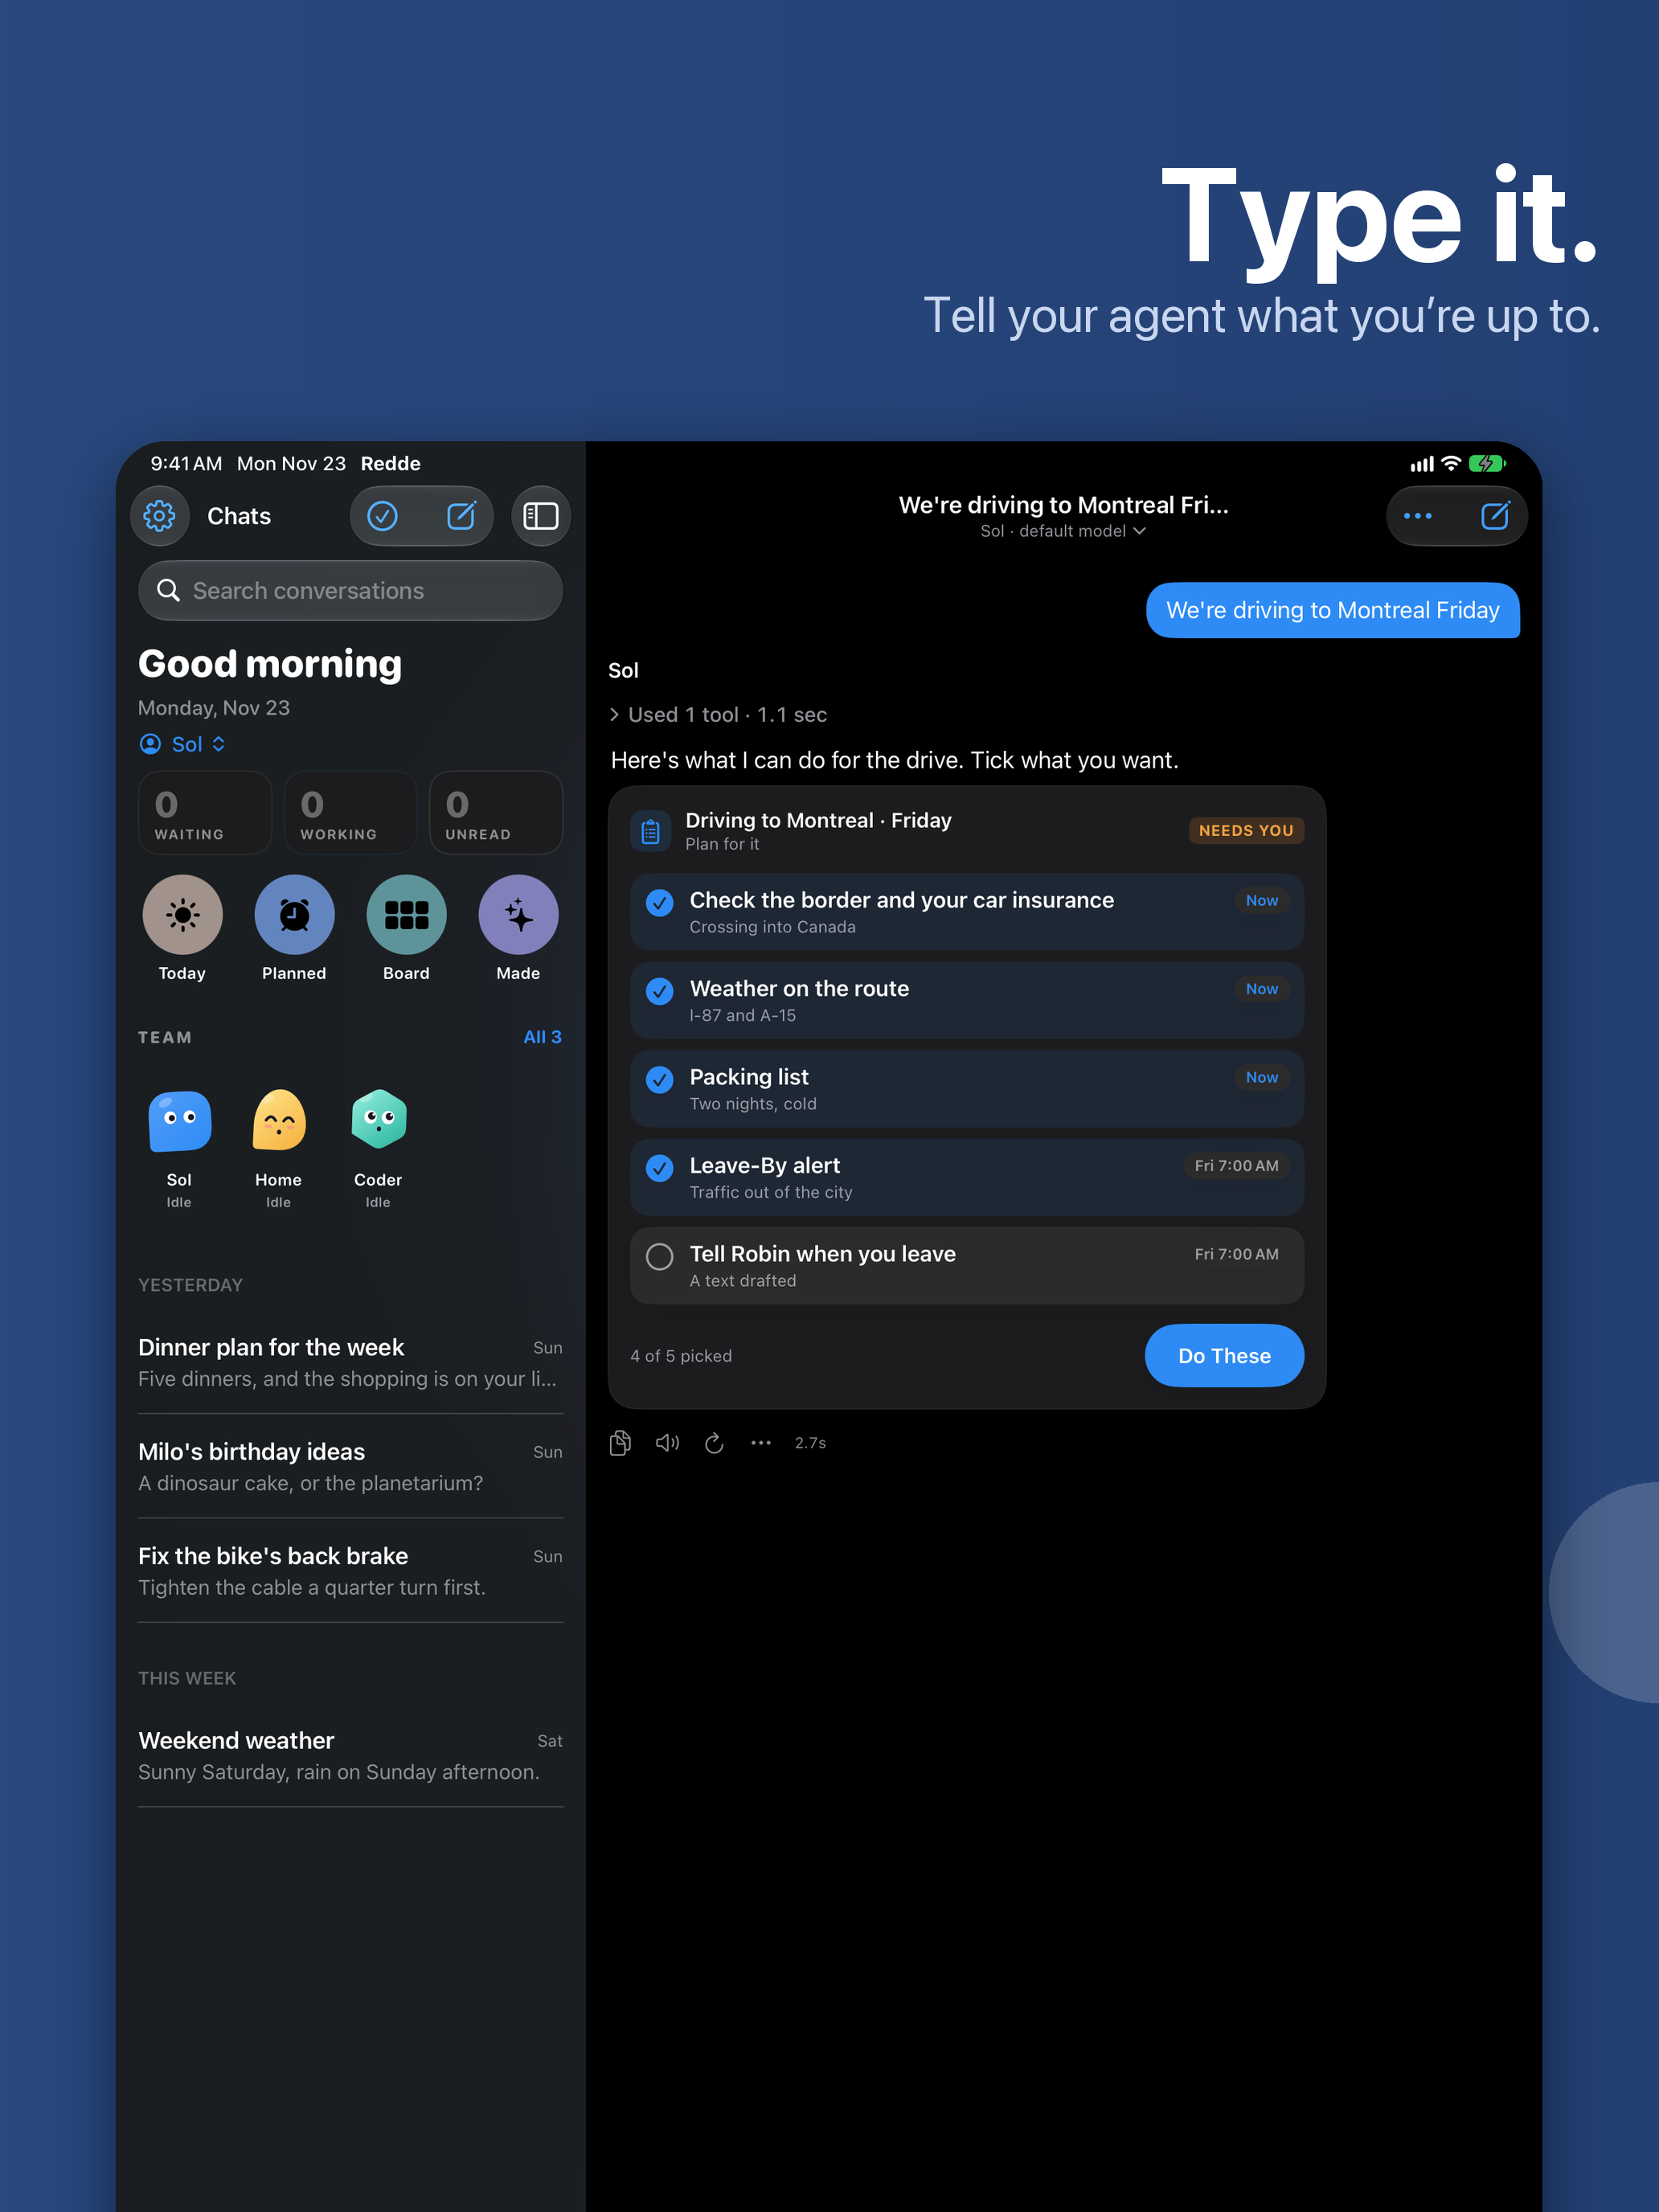 Type it.
Tell your agent what you’re up to.
9:41 AM Mon Nov 23 Redde
Chats
Search conversations
Good morning
Monday, Nov 23
Sol
0
WAITING
0
WORKING
0
UNREAD
Today
Planned
Board
Made
TEAM
All 3
Sol
Idle
Home
Idle
Coder
Idle
YESTERDAY
Dinner plan for the week
Sun
Five dinners, and the shopping is on your li...
Milo's birthday ideas
Sun
A dinosaur cake, or the planetarium?
Fix the bike's back brake
Sun
Tighten the cable a quarter turn first.
THIS WEEK
Weekend weather
Sat
Sunny Saturday, rain on Sunday afternoon.
We're driving to Montreal Fri...
Sol · default model
We're driving to Montreal Friday
Sol
Used 1 tool · 1.1 sec
Here's what I can do for the drive. Tick what you want.
Driving to Montreal · Friday
Plan for it
NEEDS YOU
Check the border and your car insurance
Now
Crossing into Canada
Weather on the route
Now
I-87 and A-15
Packing list
Now
Two nights, cold
Leave-By alert
Fri 7:00 AM
Traffic out of the city
Tell Robin when you leave
Fri 7:00 AM
A text drafted
4 of 5 picked
Do These
2.7s